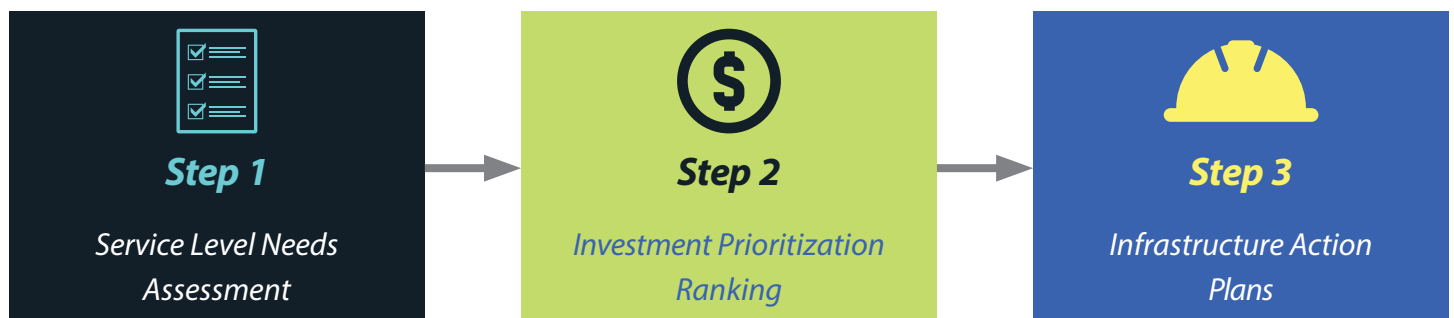 Step 1
Service Level Needs
Assessment
$
Step 2
Investment Prioritization
Ranking
Step 3
Infrastructure Action
Plans